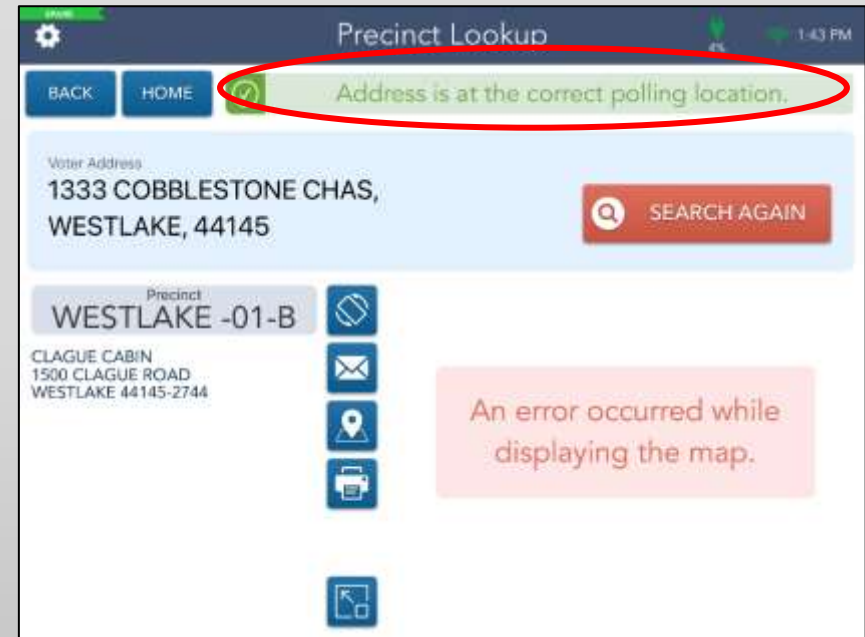 Precinct Lookup
4%
1:43 PM
BACK
HOME
Address is at the correct polling location.
Voter Address
1333 COBBLESTONE CHAS,
WESTLAKE, 44145
SEARCH AGAIN
Precinct
WESTLAKE -01-B
CLAGUE CABIN
1500 CLAGUE ROAD
WESTLAKE 44145-2744
An error occurred while
displaying the map.